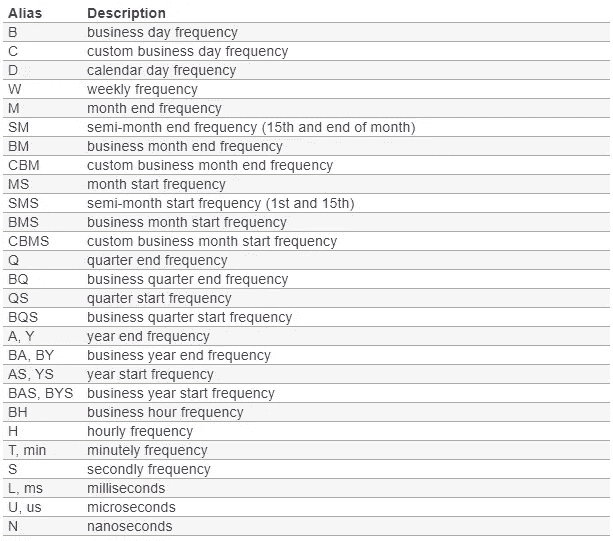 Alias Description
B business day frequency
C custom business day frequency
D calendar day frequency
W weekly frequency
M month end frequency
SM semi-month end frequency (15th and end of month)
BM business month end frequency
CBM custom business month end frequency
MS month start frequency
SMS semi-month start frequency (1st and 15th)
BMS business month start frequency
CBMS custom business month start frequency
Q quarter end frequency
BQ business quarter end frequency
QS quarter start frequency
BQS business quarter start frequency
A, Y year end frequency
BA, BY business year end frequency
AS, YS year start frequency
BAS, BYS business year start frequency
BH business hour frequency
H hourly frequency
T, min minutely frequency
S secondly frequency
L, ms milliseconds
U, us microseconds
N nanoseconds